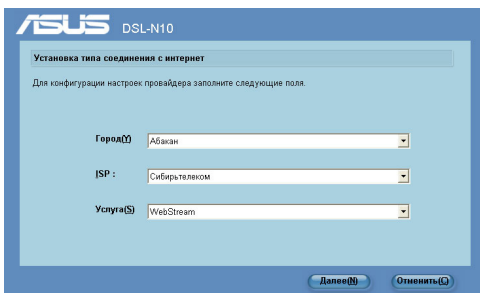 ASUS DSL-N10
Установка типа соединения с интернет
Для конфигурации настроек провайдера заполните следующие поля.
Город(Y) Абакан
ISP : Сибирьтелеком
Услуга(S) WebStream
Далее(N) Отменить(C)